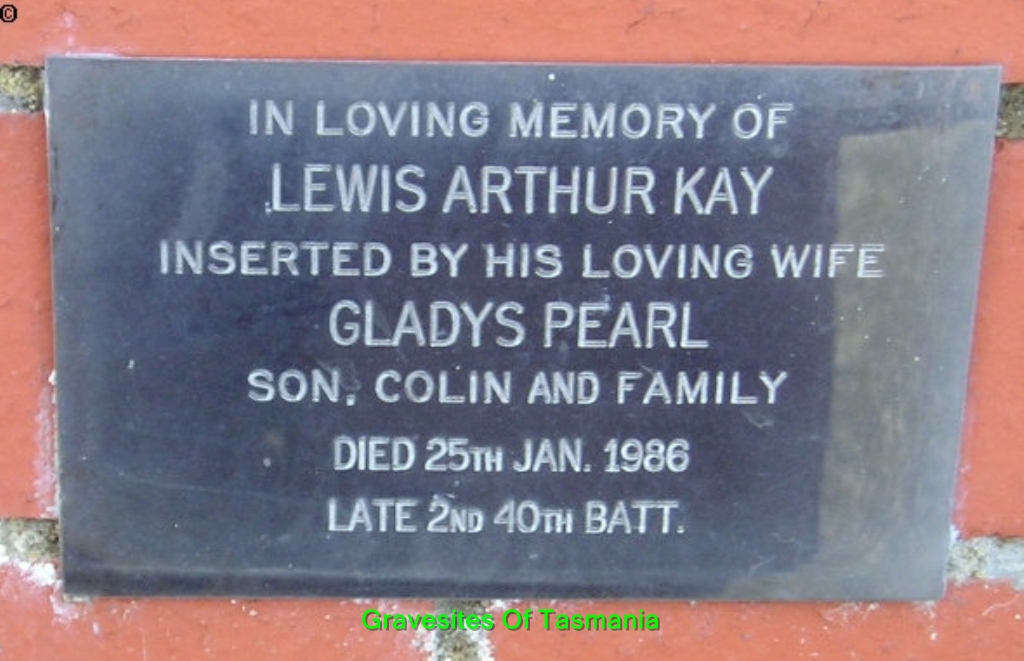 ©
IN LOVING MEMORY OF
LEWIS ARTHUR KAY
INSERTED BY HIS LOVING WIFE
GLADYS PEARL
SON, COLIN AND FAMILY
DIED 25TH JAN. 1986
LATE 2ND 40TH BATT.
Gravesites Of Tasmania